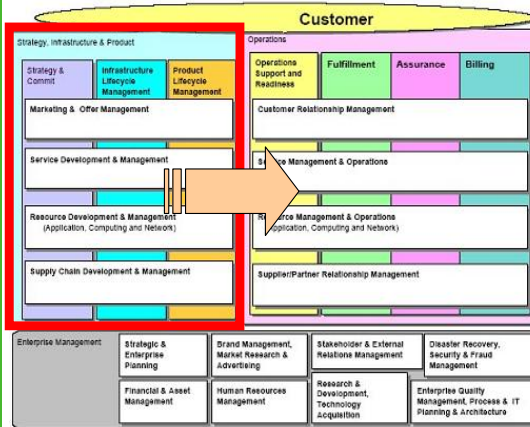 Customer
Strategy, Infrastructure & Product
Operations
Strategy &
Commit
Infrastructure
Lifecycle
Management
Product
Lifecycle
Management
Operations
Support and
Readiness
Fulfillment
Assurance
Billing
Marketing & Offer Management
Customer Relationship Management
Service Development & Management
Management & Operations
Resource Development & Management
(Application, Computing and Network)
Management & Operations
Computing and Network)
Supply Chain Development & Management
Supplier/Partner Relationship Management
Enterprise Management
Strategic &
Enterprise
Planning
Brand Management,
Market Research &
Advertising
Stakeholder & External
Relations Management
Disaster Recovery,
Security & Fraud
Management
Financial & Asset
Management
Human Resources
Management
Research &
Development,
Technology
Acquisition
Enterprise Quality
Management, Process & IT
Planning & Architecture